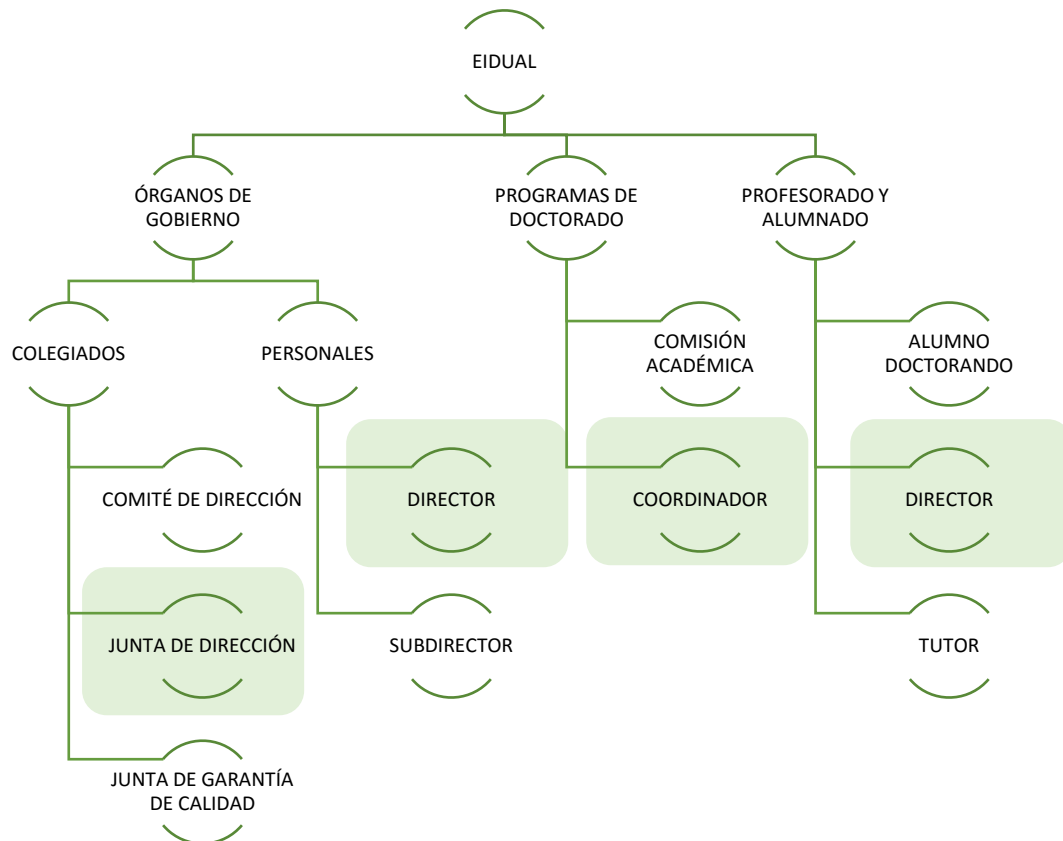 EIDUAL
ÓRGANOS DE
GOBIERNO
PROGRAMAS DE
DOCTORADO
PROFESORADO Y
ALUMNADO
COLEGIADOS
PERSONALES
COMISIÓN
ACADÉMICA
ALUMNO
DOCTORANDO
COMITÉ DE DIRECCIÓN
DIRECTOR
COORDINADOR
DIRECTOR
JUNTA DE DIRECCIÓN
SUBDIRECTOR
TUTOR
JUNTA DE GARANTÍA
DE CALIDAD